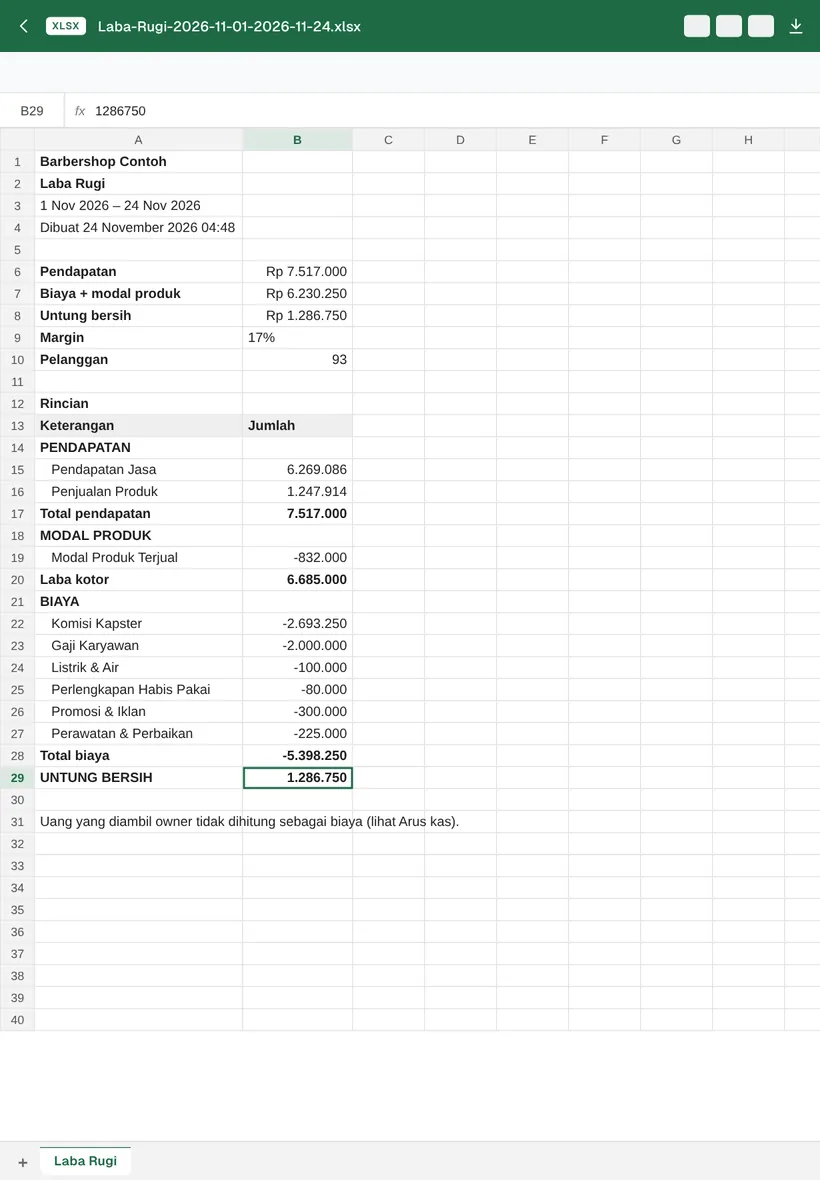 XLSX Laba-Rugi-2026-11-01-2026-11-24.xlsx
B29 fx 1286750
A B C D E F G H
1 Barbershop Contoh
2 Laba Rugi
3 1 Nov 2026 – 24 Nov 2026
4 Dibuat 24 November 2026 04:48
5
6 Pendapatan Rp 7.517.000
7 Biaya + modal produk Rp 6.230.250
8 Untung bersih Rp 1.286.750
9 Margin 17%
10 Pelanggan 93
11
12 Rincian
13 Keterangan Jumlah
14 PENDAPATAN
15 Pendapatan Jasa 6.269.086
16 Penjualan Produk 1.247.914
17 Total pendapatan 7.517.000
18 MODAL PRODUK
19 Modal Produk Terjual -832.000
20 Laba kotor 6.685.000
21 BIAYA
22 Komisi Kapster -2.693.250
23 Gaji Karyawan -2.000.000
24 Listrik & Air -100.000
25 Perlengkapan Habis Pakai -80.000
26 Promosi & Iklan -300.000
27 Perawatan & Perbaikan -225.000
28 Total biaya -5.398.250
29 UNTUNG BERSIH 1.286.750
30
31 Uang yang diambil owner tidak dihitung sebagai biaya (lihat Arus kas).
32
33
34
35
36
37
38
39
40
+ Laba Rugi